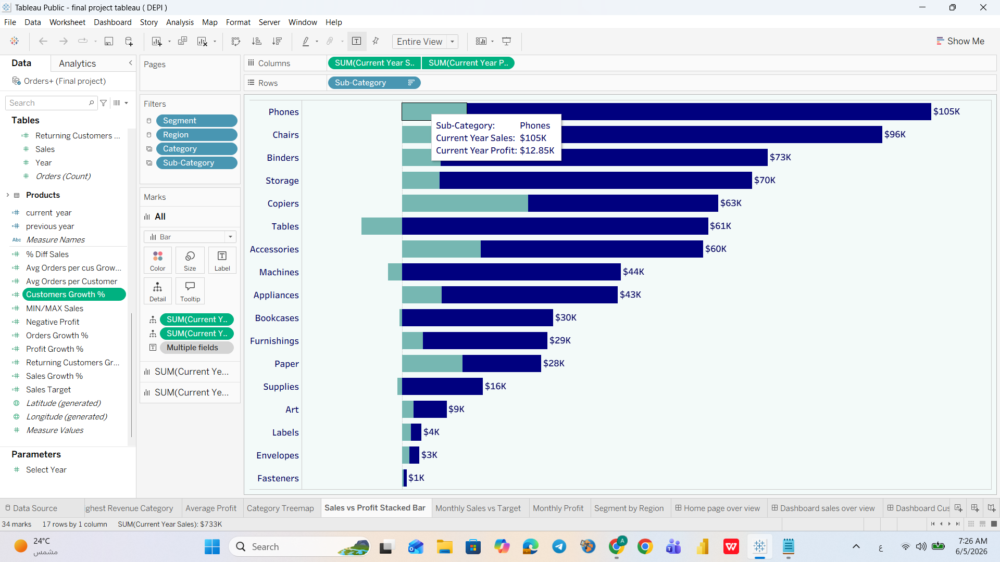 Tableau Public - final project tableau ( DEPI )
File Data Worksheet Dashboard Story Analysis Map Format Server Window Help
Entire View
Show Me
Data Analytics
Orders+ (Final project)
Search
Tables
Returning Customers ...
Sales
Year
Orders (Count)
Products
current year
previous year
Abc Measure Names
% Diff Sales
Avg Orders per cus Grow...
Avg Orders per Customer
Customers Growth %
MIN/MAX Sales
Negative Profit
Orders Growth %
Profit Growth %
Returning Customers Gr...
Sales Growth %
Sales Target
Latitude (generated)
Longitude (generated)
Measure Values
Parameters
Select Year
Pages
Filters
Segment
Region
Category
Sub-Category
Marks
All
Bar
Color Size Label
Detail Tooltip
SUM(Current Y..
SUM(Current Y..
Multiple fields
SUM(Current Ye...
SUM(Current Ye...
Columns SUM(Current Year S.. SUM(Current Year P..
Rows Sub-Category
Phones $105K
Chairs $96K
Binders $73K
Storage $70K
Copiers $63K
Tables $61K
Accessories $60K
Machines $44K
Appliances $43K
Bookcases $30K
Furnishings $29K
Paper $28K
Supplies $16K
Art $9K
Labels $4K
Envelopes $3K
Fasteners $1K
Sub-Category: Phones
Current Year Sales: $105K
Current Year Profit: $12.85K
Data Source ghest Revenue Category Average Profit Category Treemap Sales vs Profit Stacked Bar Monthly Sales vs Target Monthly Profit Segment by Region Home page over view Dashboard sales over view Dashboard Cus
34 marks 17 rows by 1 column SUM(Current Year Sales): $733K
24°C
مشمس
Search
A
W
ع
7:26 AM
6/5/2026